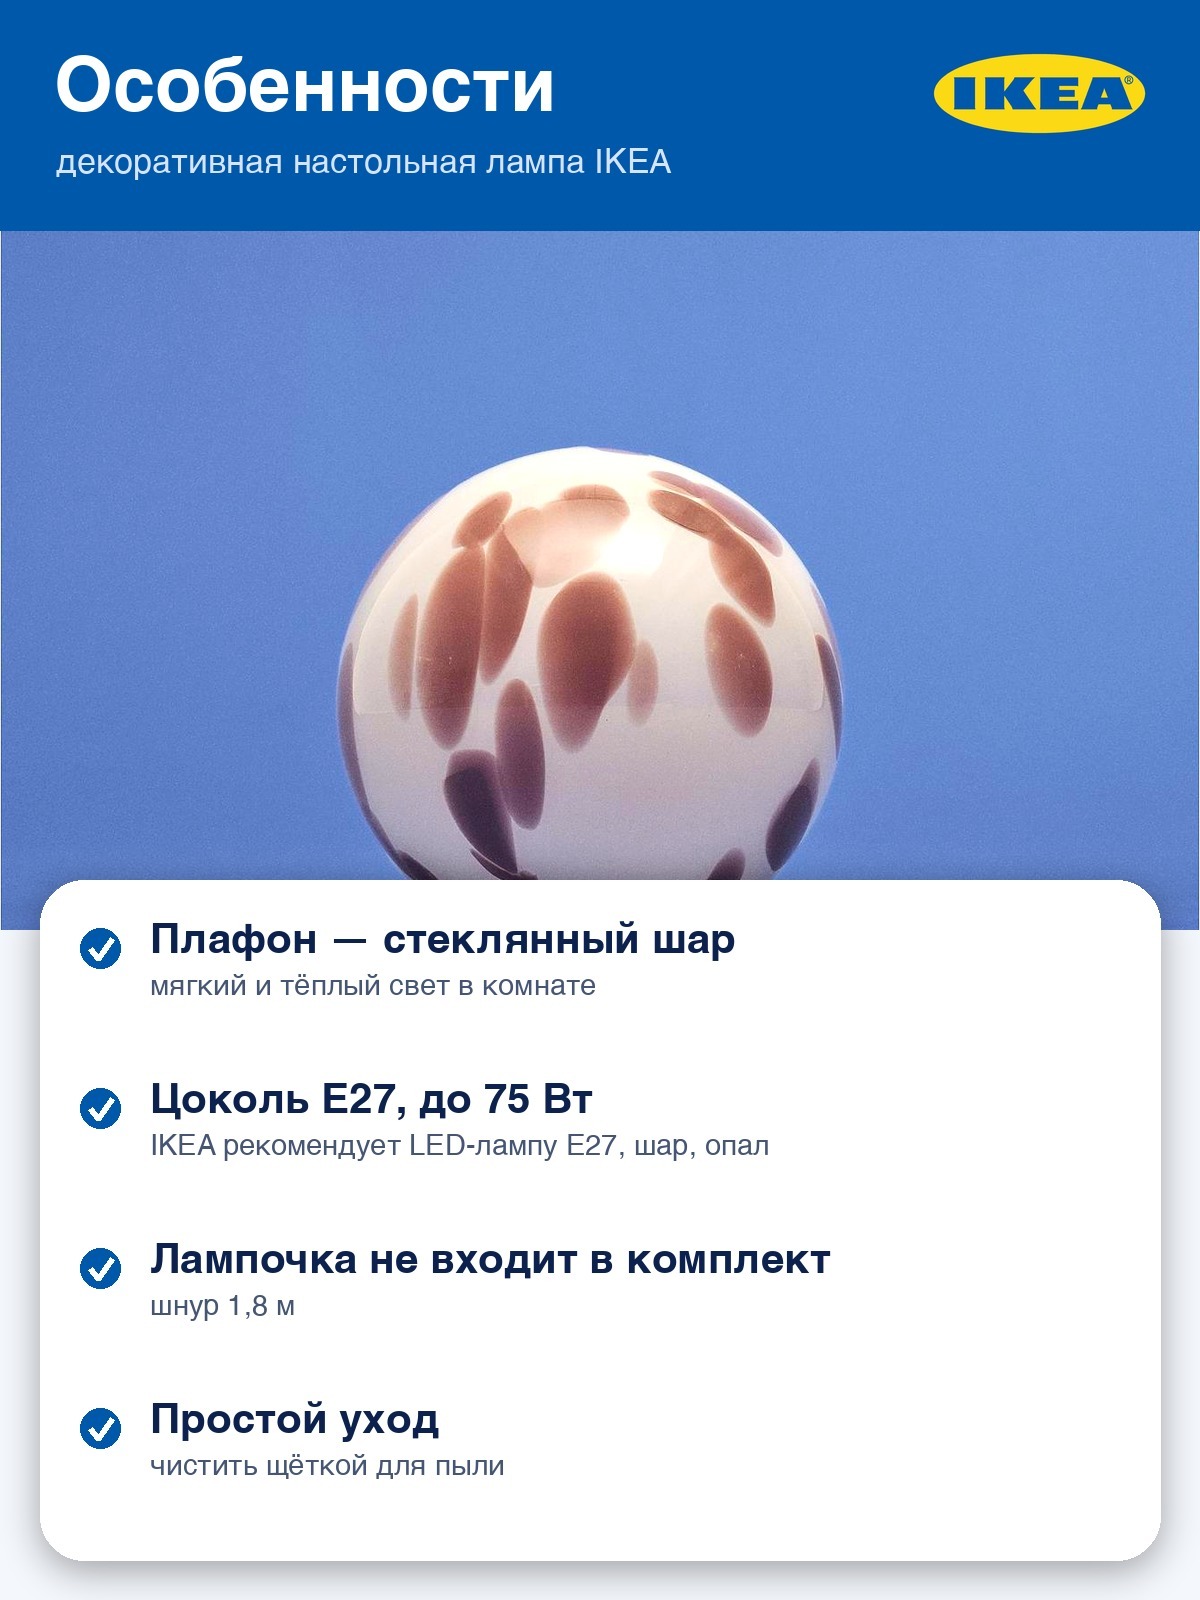 Особенности
декоративная настольная лампа IKEA
IKEA®
Плафон — стеклянный шар
мягкий и тёплый свет в комнате
Цоколь E27, до 75 Вт
IKEA рекомендует LED-лампу E27, шар, опал
Лампочка не входит в комплект
шнур 1,8 м
Простой уход
чистить щёткой для пыли